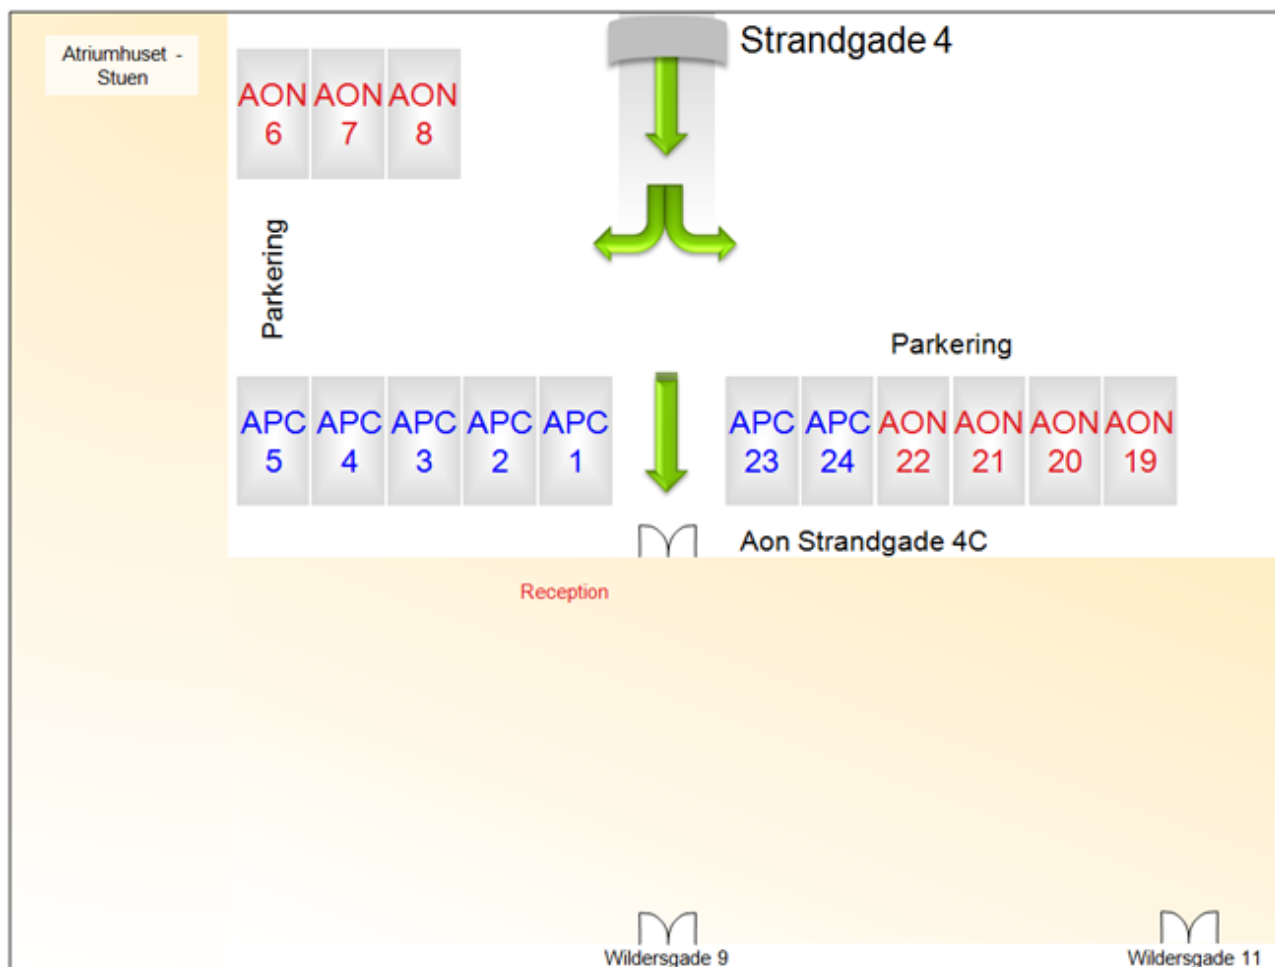 Atriumhuset -
Stuen
Strandgade 4
AON AON AON
6 7 8
Parkering
Parkering
APC APC APC APC APC
5 4 3 2 1
APC APC AON AON AON AON
23 24 22 21 20 19
Aon Strandgade 4C
Reception
Wildersgade 9
Wildersgade 11